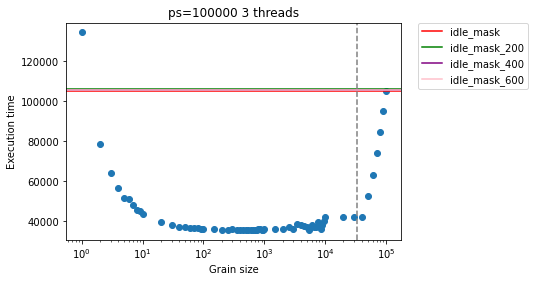 ps=100000 3 threads
idle_mask
idle_mask_200
idle_mask_400
idle_mask_600
Execution time
120000
100000
80000
60000
40000
10⁰
10¹
10²
10³
10⁴
10⁵
Grain size